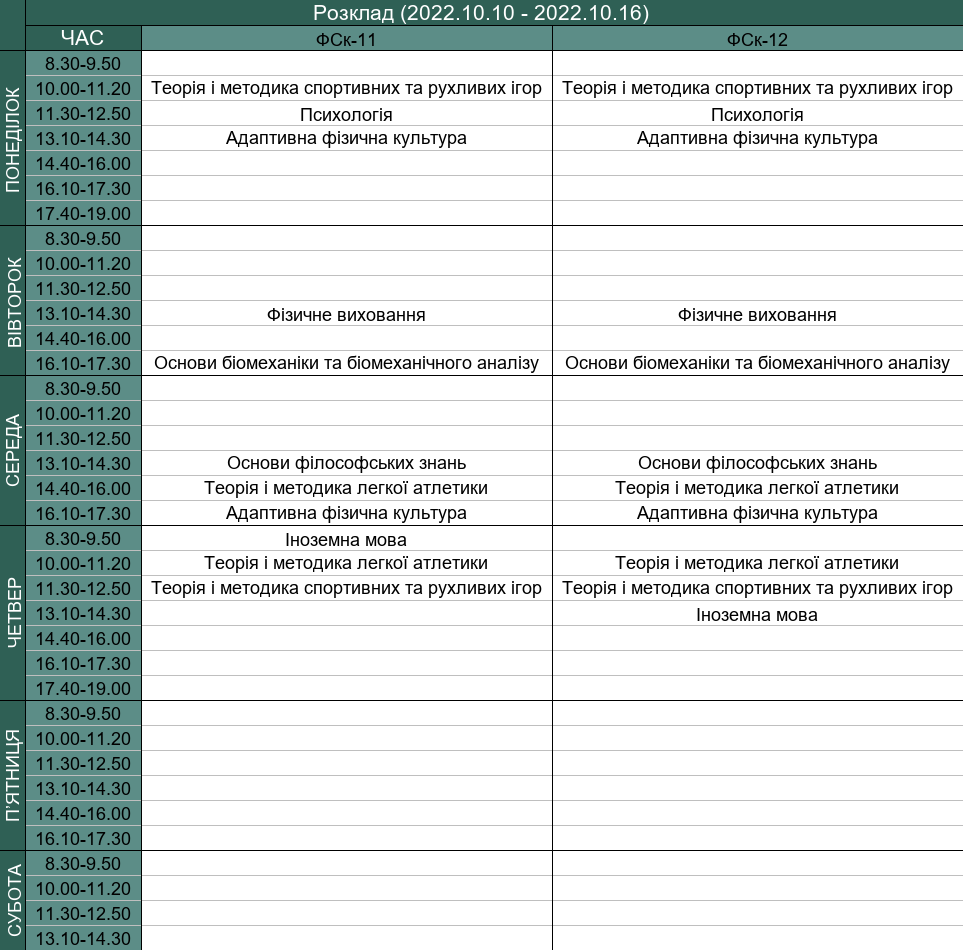 Розклад (2022.10.10 - 2022.10.16)
ЧАС ФСк-11 ФСк-12
ПОНЕДІЛОК
8.30-9.50
10.00-11.20 Теорія і методика спортивних та рухливих ігор Теорія і методика спортивних та рухливих ігор
11.30-12.50 Психологія Психологія
13.10-14.30 Адаптивна фізична культура Адаптивна фізична культура
14.40-16.00
16.10-17.30
17.40-19.00
ВІВТОРОК
8.30-9.50
10.00-11.20
11.30-12.50
13.10-14.30 Фізичне виховання Фізичне виховання
14.40-16.00
16.10-17.30 Основи біомеханіки та біомеханічного аналізу Основи біомеханіки та біомеханічного аналізу
СЕРЕДА
8.30-9.50
10.00-11.20
11.30-12.50
13.10-14.30 Основи філософських знань Основи філософських знань
14.40-16.00 Теорія і методика легкої атлетики Теорія і методика легкої атлетики
16.10-17.30 Адаптивна фізична культура Адаптивна фізична культура
ЧЕТВЕР
8.30-9.50 Іноземна мова
10.00-11.20 Теорія і методика легкої атлетики Теорія і методика легкої атлетики
11.30-12.50 Теорія і методика спортивних та рухливих ігор Теорія і методика спортивних та рухливих ігор
13.10-14.30 Іноземна мова
14.40-16.00
16.10-17.30
17.40-19.00
П'ЯТНИЦЯ
8.30-9.50
10.00-11.20
11.30-12.50
13.10-14.30
14.40-16.00
16.10-17.30
СУБОТА
8.30-9.50
10.00-11.20
11.30-12.50
13.10-14.30